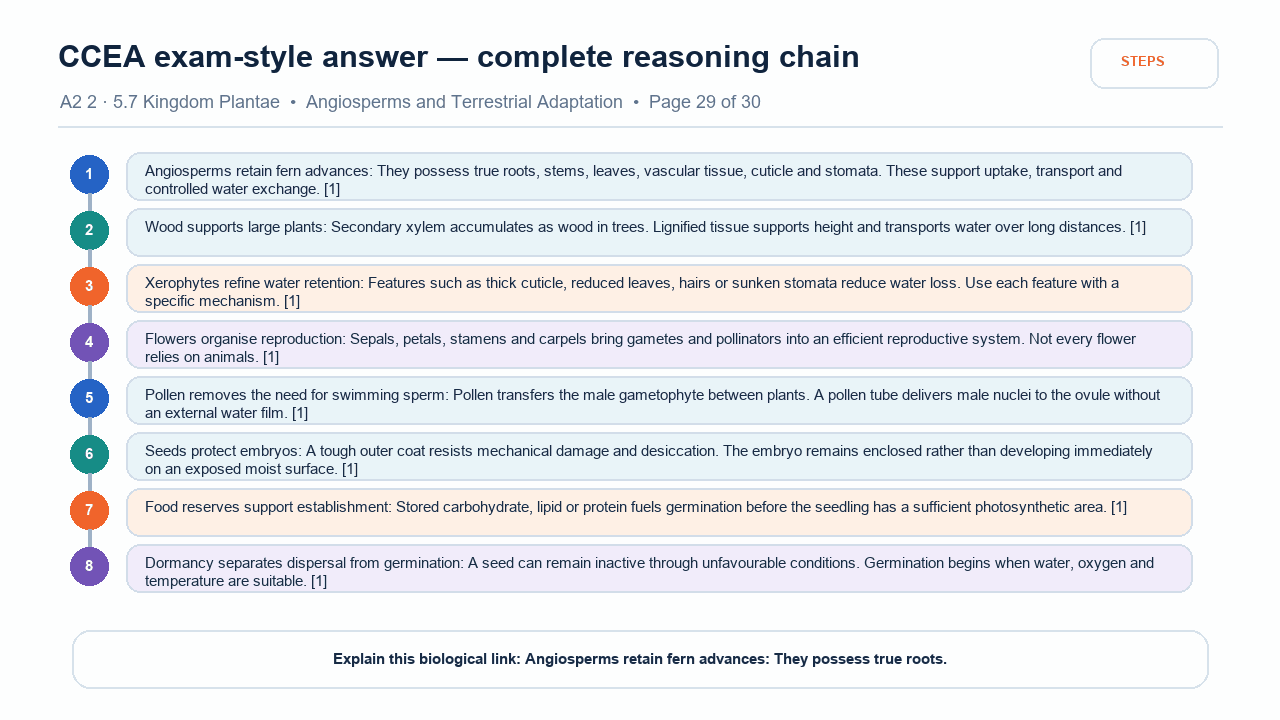 CCEA exam-style answer — complete reasoning chain
STEPS
A2 2 · 5.7 Kingdom Plantae • Angiosperms and Terrestrial Adaptation • Page 29 of 30
1
Angiosperms retain fern advances: They possess true roots, stems, leaves, vascular tissue, cuticle and stomata. These support uptake, transport and
controlled water exchange. [1]
2
Wood supports large plants: Secondary xylem accumulates as wood in trees. Lignified tissue supports height and transports water over long distances. [1]
3
Xerophytes refine water retention: Features such as thick cuticle, reduced leaves, hairs or sunken stomata reduce water loss. Use each feature with a
specific mechanism. [1]
4
Flowers organise reproduction: Sepals, petals, stamens and carpels bring gametes and pollinators into an efficient reproductive system. Not every flower
relies on animals. [1]
5
Pollen removes the need for swimming sperm: Pollen transfers the male gametophyte between plants. A pollen tube delivers male nuclei to the ovule without
an external water film. [1]
6
Seeds protect embryos: A tough outer coat resists mechanical damage and desiccation. The embryo remains enclosed rather than developing immediately
on an exposed moist surface. [1]
7
Food reserves support establishment: Stored carbohydrate, lipid or protein fuels germination before the seedling has a sufficient photosynthetic area. [1]
8
Dormancy separates dispersal from germination: A seed can remain inactive through unfavourable conditions. Germination begins when water, oxygen and
temperature are suitable. [1]
Explain this biological link: Angiosperms retain fern advances: They possess true roots.